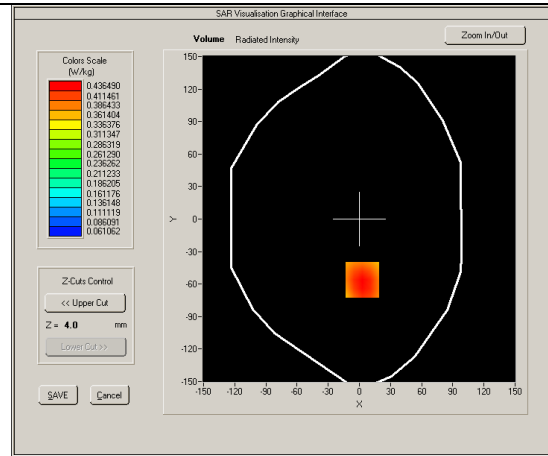 SAR Visualisation Graphical Interface
Volume Radiated Intensity
Zoom In/Out
Colors Scale
(W/kg)
0.436490
0.411461
0.386433
0.361404
0.336376
0.311347
0.286319
0.261290
0.236262
0.211233
0.186205
0.161176
0.136148
0.111119
0.086091
0.061062
Z-Cuts Control
<< Upper Cut
Z = 4.0 mm
Lower Cut >>
SAVE Cancel
150
120
90
60
30
Y 0
-30
-60
-90
-120
-150
-150 -120 -90 -60 -30 0 30 60 90 120 150
X